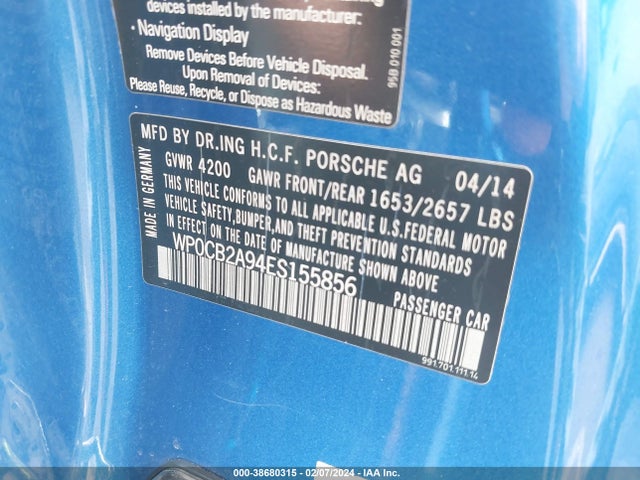 devices installed by the manufacturer.
· Navigation Display
Remove Devices Before Vehicle Disposal.
Upon Removal of Devices:
Please Reuse, Recycle, or Dispose as Hazardous Waste
95B 010 001
MFD BY DR.ING H.C.F. PORSCHE AG 04/14
GVWR 4200 GAWR FRONT/REAR 1653/2657 LBS
THIS VEHICLE CONFORMS TO ALL APPLICABLE U.S.FEDERAL MOTOR
VEHICLE SAFETY,BUMPER,AND THEFT PREVENTION STANDARDS
IN EFFECT ON THE DATE OF MANUFACTURE SHOWN ABOVE
WP0CB2A94ES155856 PASSENGER CAR
MADE IN GERMANY
991.701.111.14
000-38680315 - 02/07/2024 - IAA Inc.